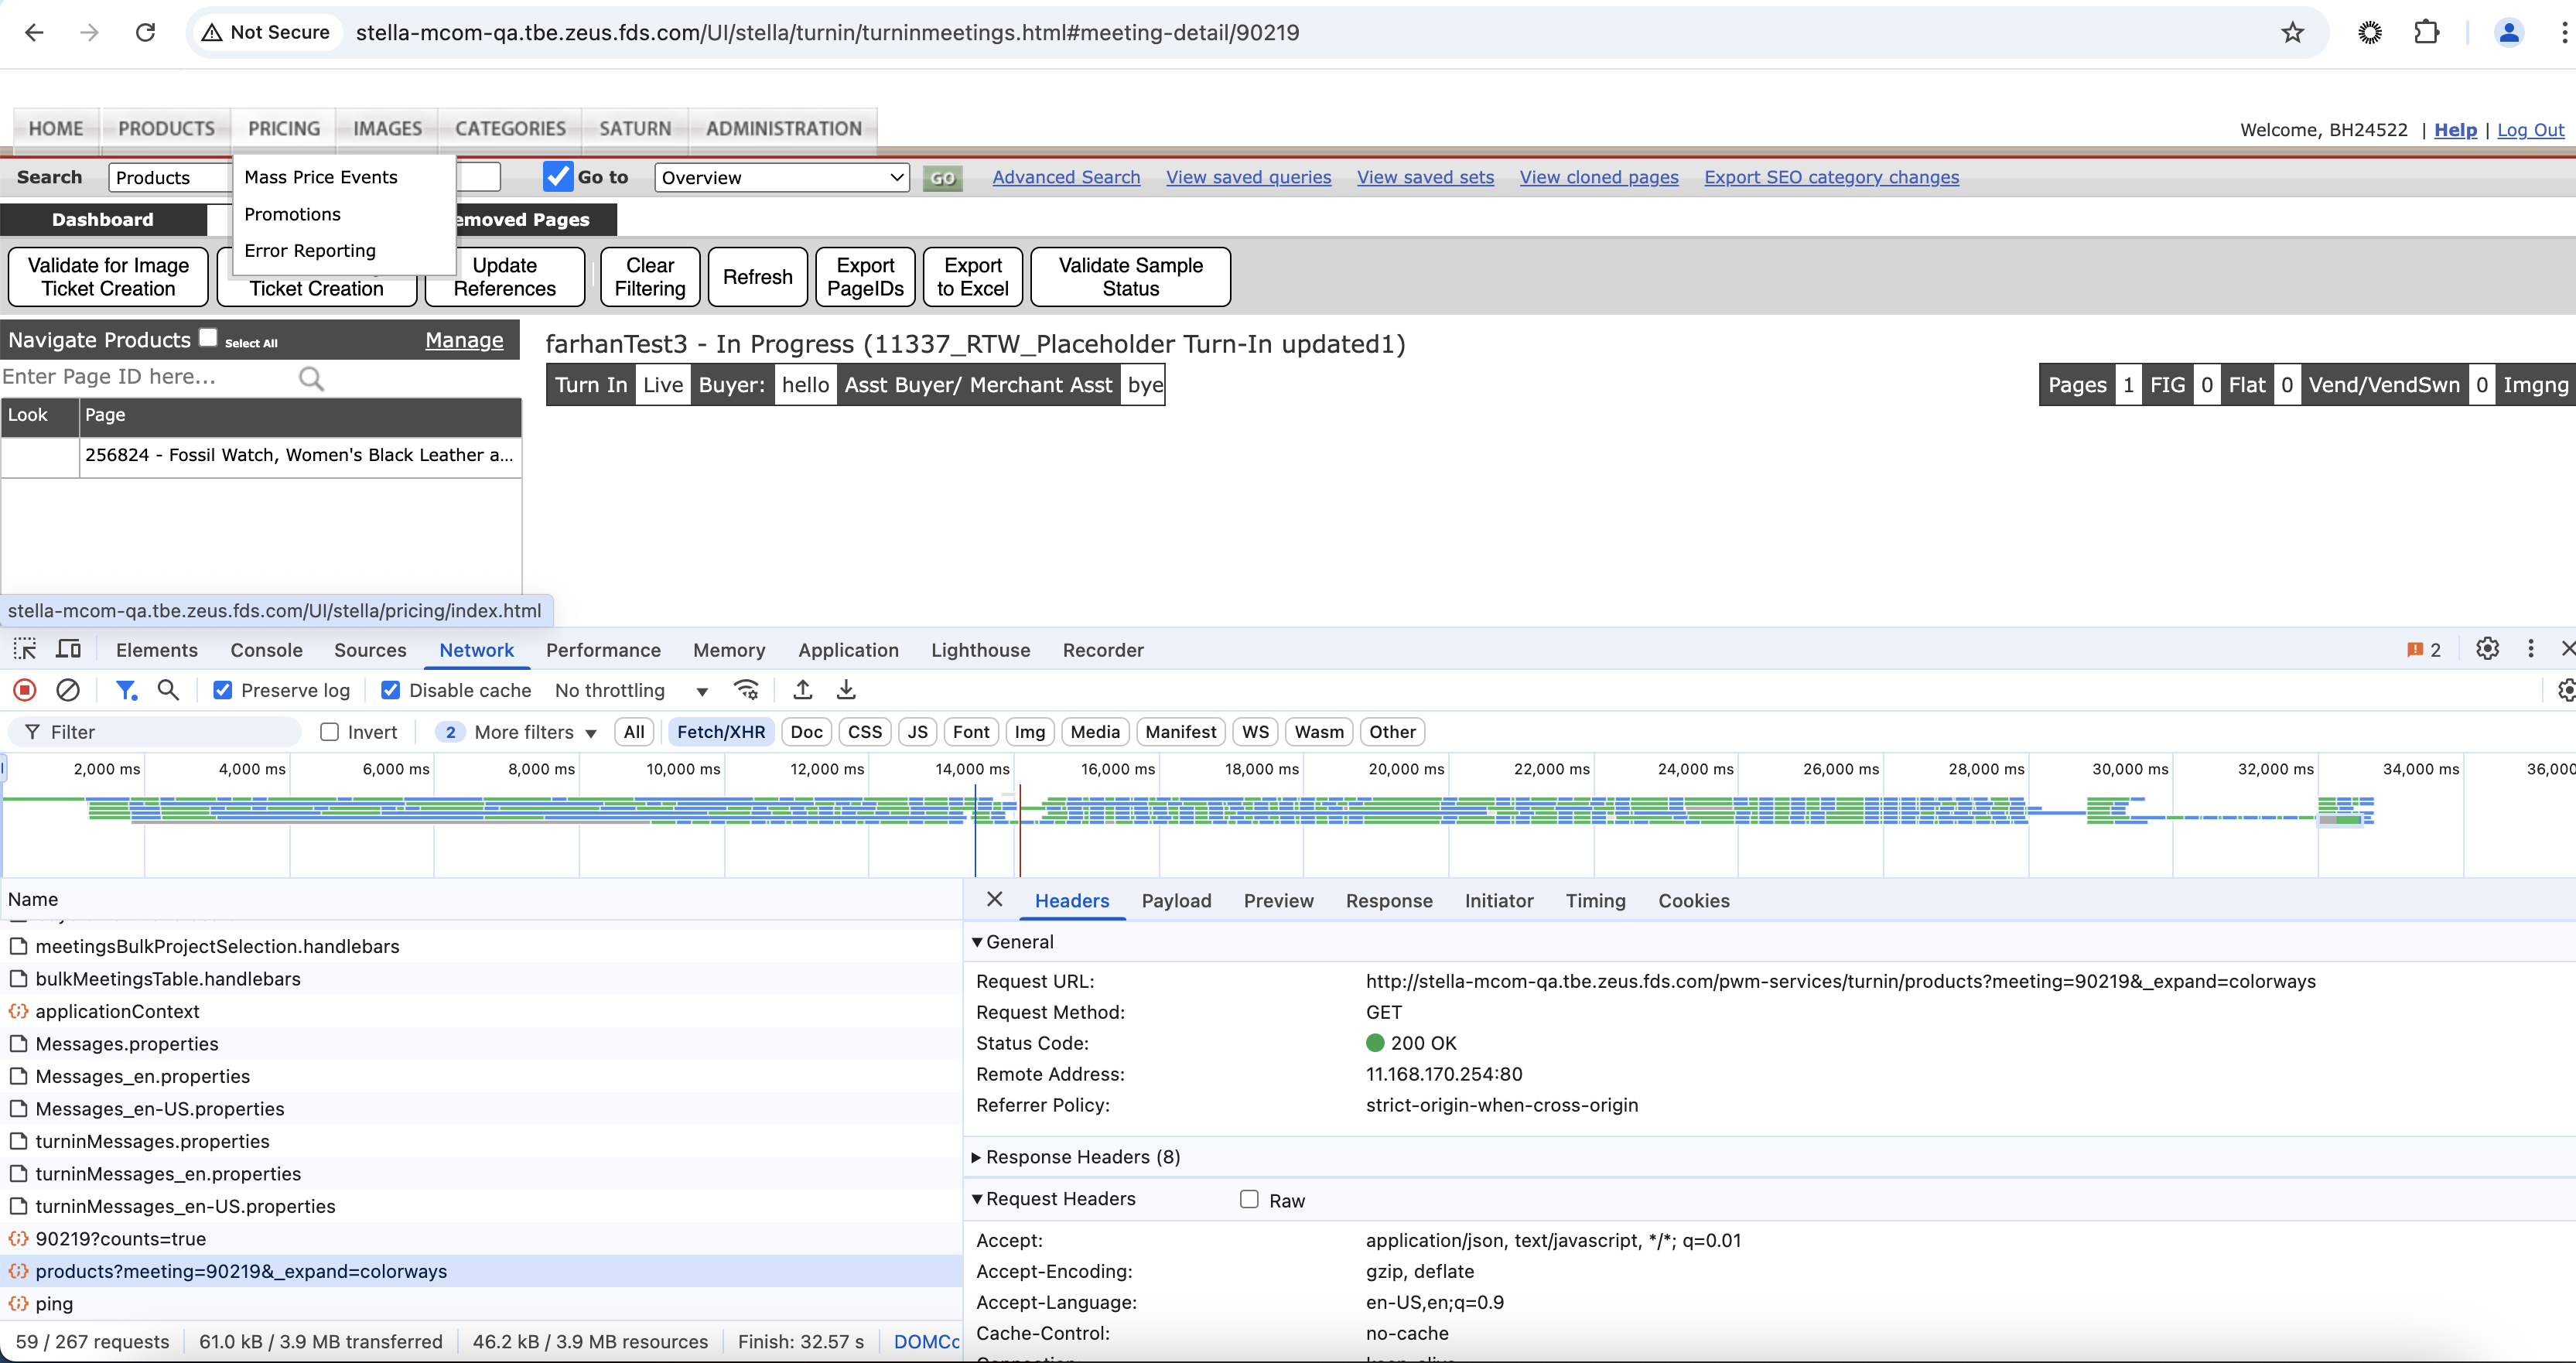 Not Secure stella-mcom-qa.tbe.zeus.fds.com/UI/stella/turnin/turninmeetings.html#meeting-detail/90219
HOME PRODUCTS PRICING IMAGES CATEGORIES SATURN ADMINISTRATION
Welcome, BH24522 | Help | Log Out
Search Products Go to Overview GO Advanced Search View saved queries View saved sets View cloned pages Export SEO category changes
Mass Price Events
Promotions
Error Reporting
Dashboard emoved Pages
Validate for Image Ticket Creation
Ticket Creation
Update References
Clear Filtering
Refresh
Export PageIDs
Export to Excel
Validate Sample Status
Navigate Products Select All Manage
farhanTest3 - In Progress (11337_RTW_Placeholder Turn-In updated1)
Enter Page ID here...
Turn In Live Buyer: hello Asst Buyer/ Merchant Asst bye
Pages 1 FIG 0 Flat 0 Vend/VendSwn 0 Imgng
Look Page
256824 - Fossil Watch, Women's Black Leather a...
stella-mcom-qa.tbe.zeus.fds.com/UI/stella/pricing/index.html
Elements Console Sources Network Performance Memory Application Lighthouse Recorder 2
Preserve log Disable cache No throttling
Filter Invert 2 More filters All Fetch/XHR Doc CSS JS Font Img Media Manifest WS Wasm Other
2,000 ms 4,000 ms 6,000 ms 8,000 ms 10,000 ms 12,000 ms 14,000 ms 16,000 ms 18,000 ms 20,000 ms 22,000 ms 24,000 ms 26,000 ms 28,000 ms 30,000 ms 32,000 ms 34,000 ms 36,000
Name
meetingsBulkProjectSelection.handlebars
bulkMeetingsTable.handlebars
applicationContext
Messages.properties
Messages_en.properties
Messages_en-US.properties
turninMessages.properties
turninMessages_en.properties
turninMessages_en-US.properties
90219?counts=true
products?meeting=90219&_expand=colorways
ping
59 / 267 requests 61.0 kB / 3.9 MB transferred 46.2 kB / 3.9 MB resources Finish: 32.57 s DOMCo
Headers Payload Preview Response Initiator Timing Cookies
General
Request URL: http://stella-mcom-qa.tbe.zeus.fds.com/pwm-services/turnin/products?meeting=90219&_expand=colorways
Request Method: GET
Status Code: 200 OK
Remote Address: 11.168.170.254:80
Referrer Policy: strict-origin-when-cross-origin
Response Headers (8)
Request Headers Raw
Accept: application/json, text/javascript, */*; q=0.01
Accept-Encoding: gzip, deflate
Accept-Language: en-US,en;q=0.9
Cache-Control: no-cache